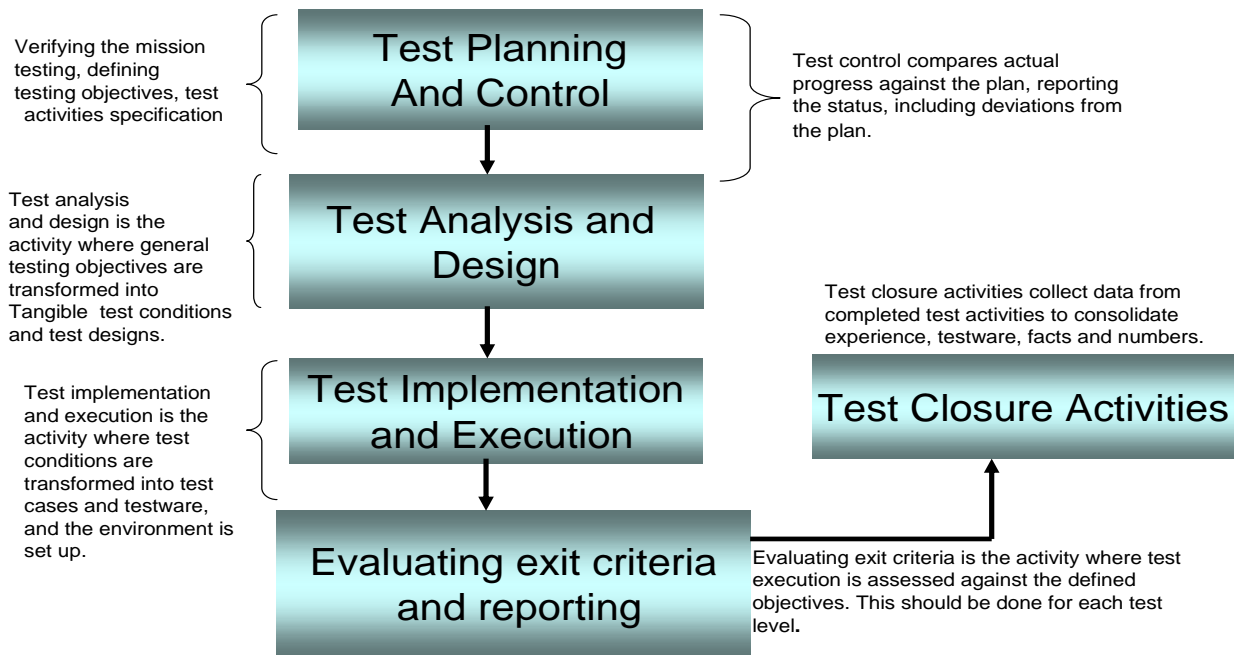 Test Planning
And Control
Verifying the mission
testing, defining
testing objectives, test
activities specification
Test control compares actual
progress against the plan, reporting
the status, including deviations from
the plan.
Test Analysis and
Design
Test analysis
and design is the
activity where general
testing objectives are
transformed into
Tangible test conditions
and test designs.
Test Implementation
and Execution
Test implementation
and execution is the
activity where test
conditions are
transformed into test
cases and testware,
and the environment is
set up.
Evaluating exit criteria
and reporting
Evaluating exit criteria is the activity where test
execution is assessed against the defined
objectives. This should be done for each test
level.
Test closure activities collect data from
completed test activities to consolidate
experience, testware, facts and numbers.
Test Closure Activities